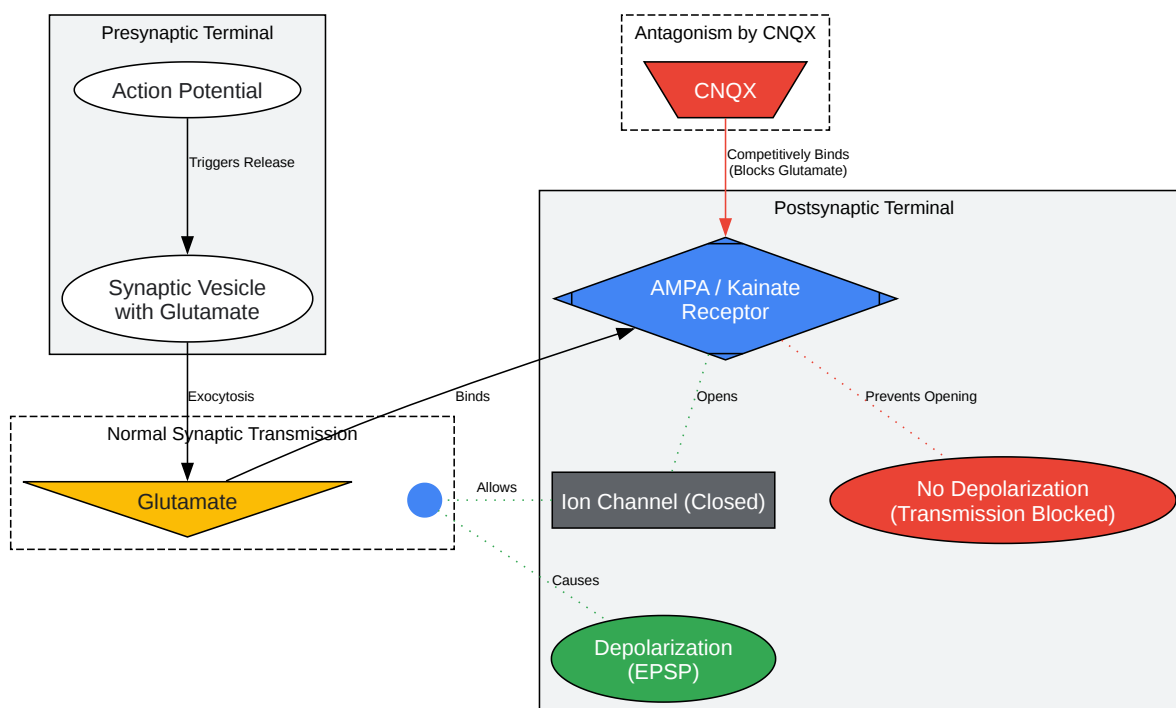 Presynaptic Terminal
Action Potential
Triggers Release
Synaptic Vesicle
with Glutamate
Exocytosis
Normal Synaptic Transmission
Glutamate
Binds
Allows
Causes
Antagonism by CNQX
CNQX
Competitively Binds
(Blocks Glutamate)
Postsynaptic Terminal
AMPA / Kainate
Receptor
Opens
Prevents Opening
Ion Channel (Closed)
No Depolarization
(Transmission Blocked)
Depolarization
(EPSP)